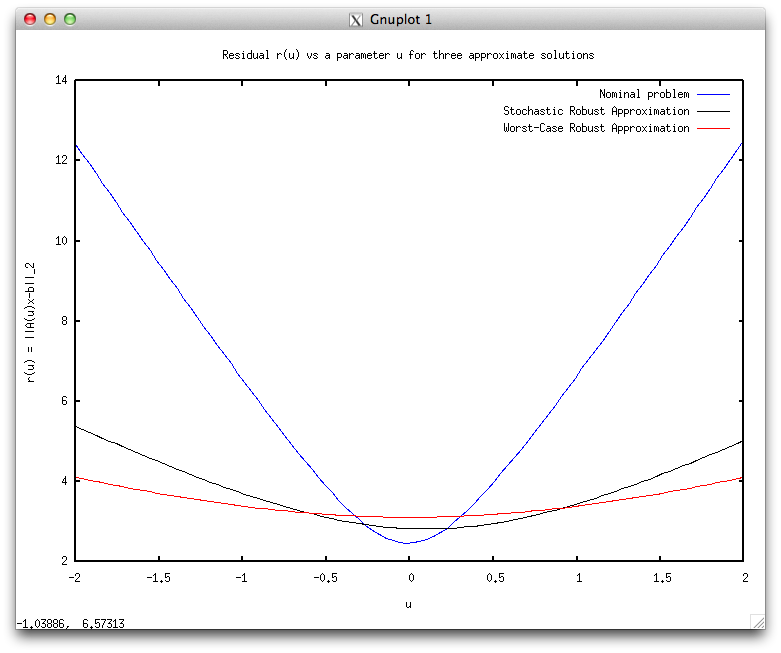 Gnuplot 1
Residual r(u) vs a parameter u for three approximate solutions
Nominal problem
Stochastic Robust Approximation
Worst-Case Robust Approximation
14
12
10
8
6
4
2
r(u) = ||A(u)x-b||_2
-2 -1.5 -1 -0.5 0 0.5 1 1.5 2
u
-1.03886, 6.57313